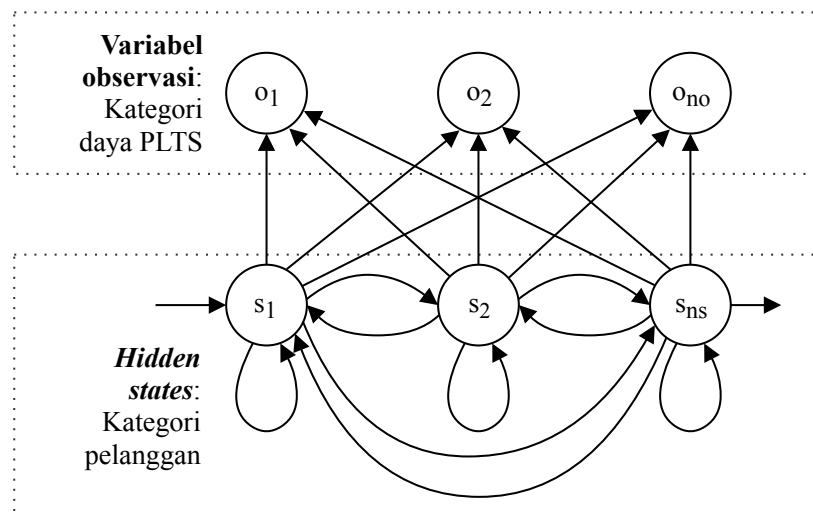 Variabel
observasi:
Kategori
daya PLTS
o1
o2
ono
s1
s2
sns
Hidden
states:
Kategori
pelanggan